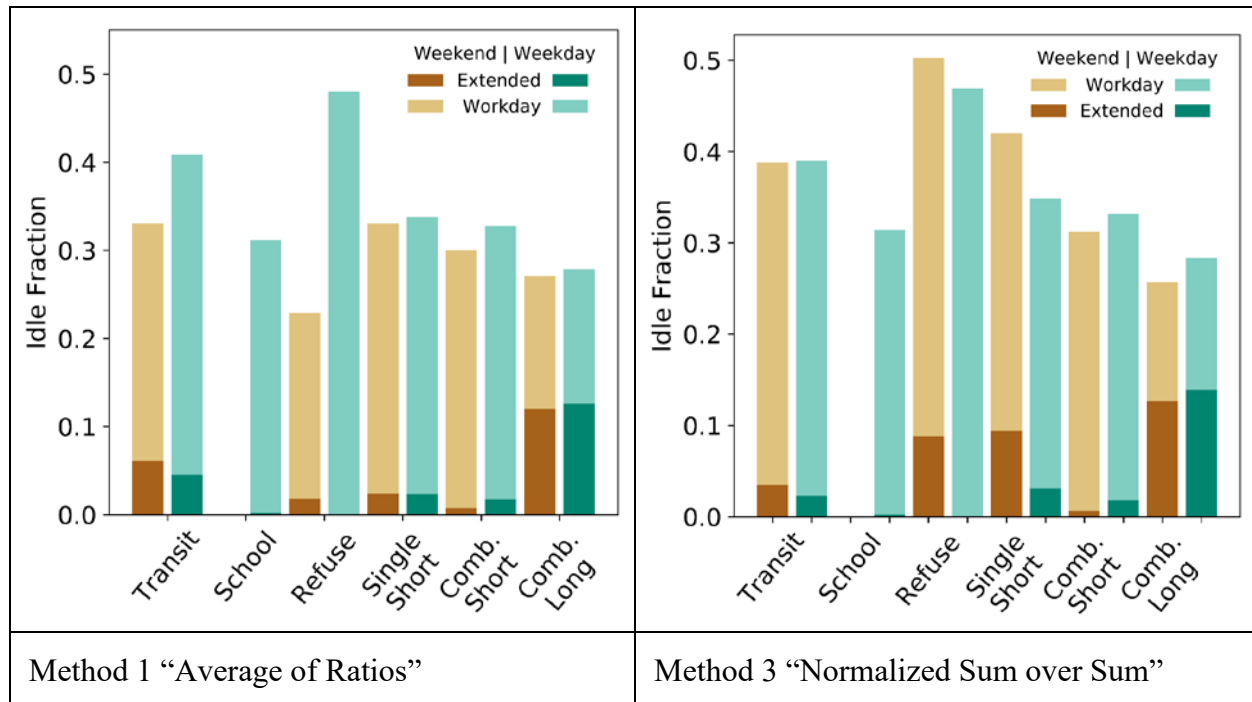 Weekend | Weekday
Extended
Workday
Idle Fraction
0.5
0.4
0.3
0.2
0.1
0.0
Transit
School
Refuse
Single
Short
Comb.
Short
Comb.
Long
Method 1 “Average of Ratios”
Weekend | Weekday
Workday
Extended
Idle Fraction
0.5
0.4
0.3
0.2
0.1
0.0
Transit
School
Refuse
Single
Short
Comb.
Short
Comb.
Long
Method 3 “Normalized Sum over Sum”